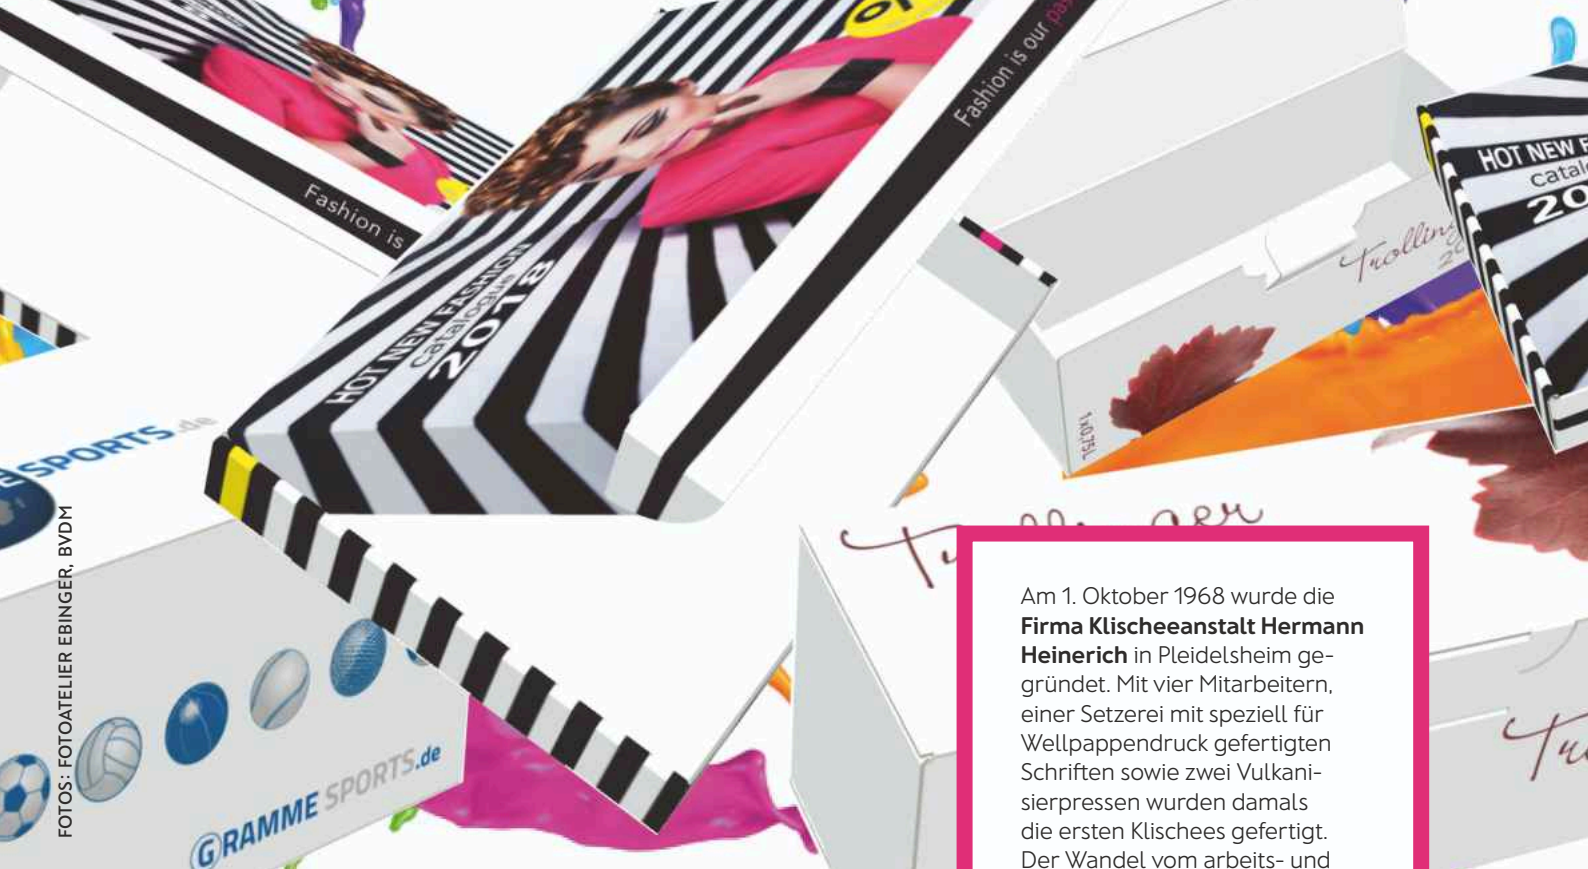 Fashion is
Fashion is our
HOT NEW FASHION
catalogue
2018
HOT NEW
20
1x0,75L
SPORTS.de
GRAMME SPORTS.de
FOTOS: FOTOATELIER EBINGER, BVDM
Am 1. Oktober 1968 wurde die
Firma Klischeeanstalt Hermann
Heinerich in Pleidelsheim ge-
gründet. Mit vier Mitarbeitern,
einer Setzerei mit speziell für
Wellpappendruck gefertigten
Schriften sowie zwei Vulkani-
sierpressen wurden damals
die ersten Klischees gefertigt.
Der Wandel vom arbeits- und